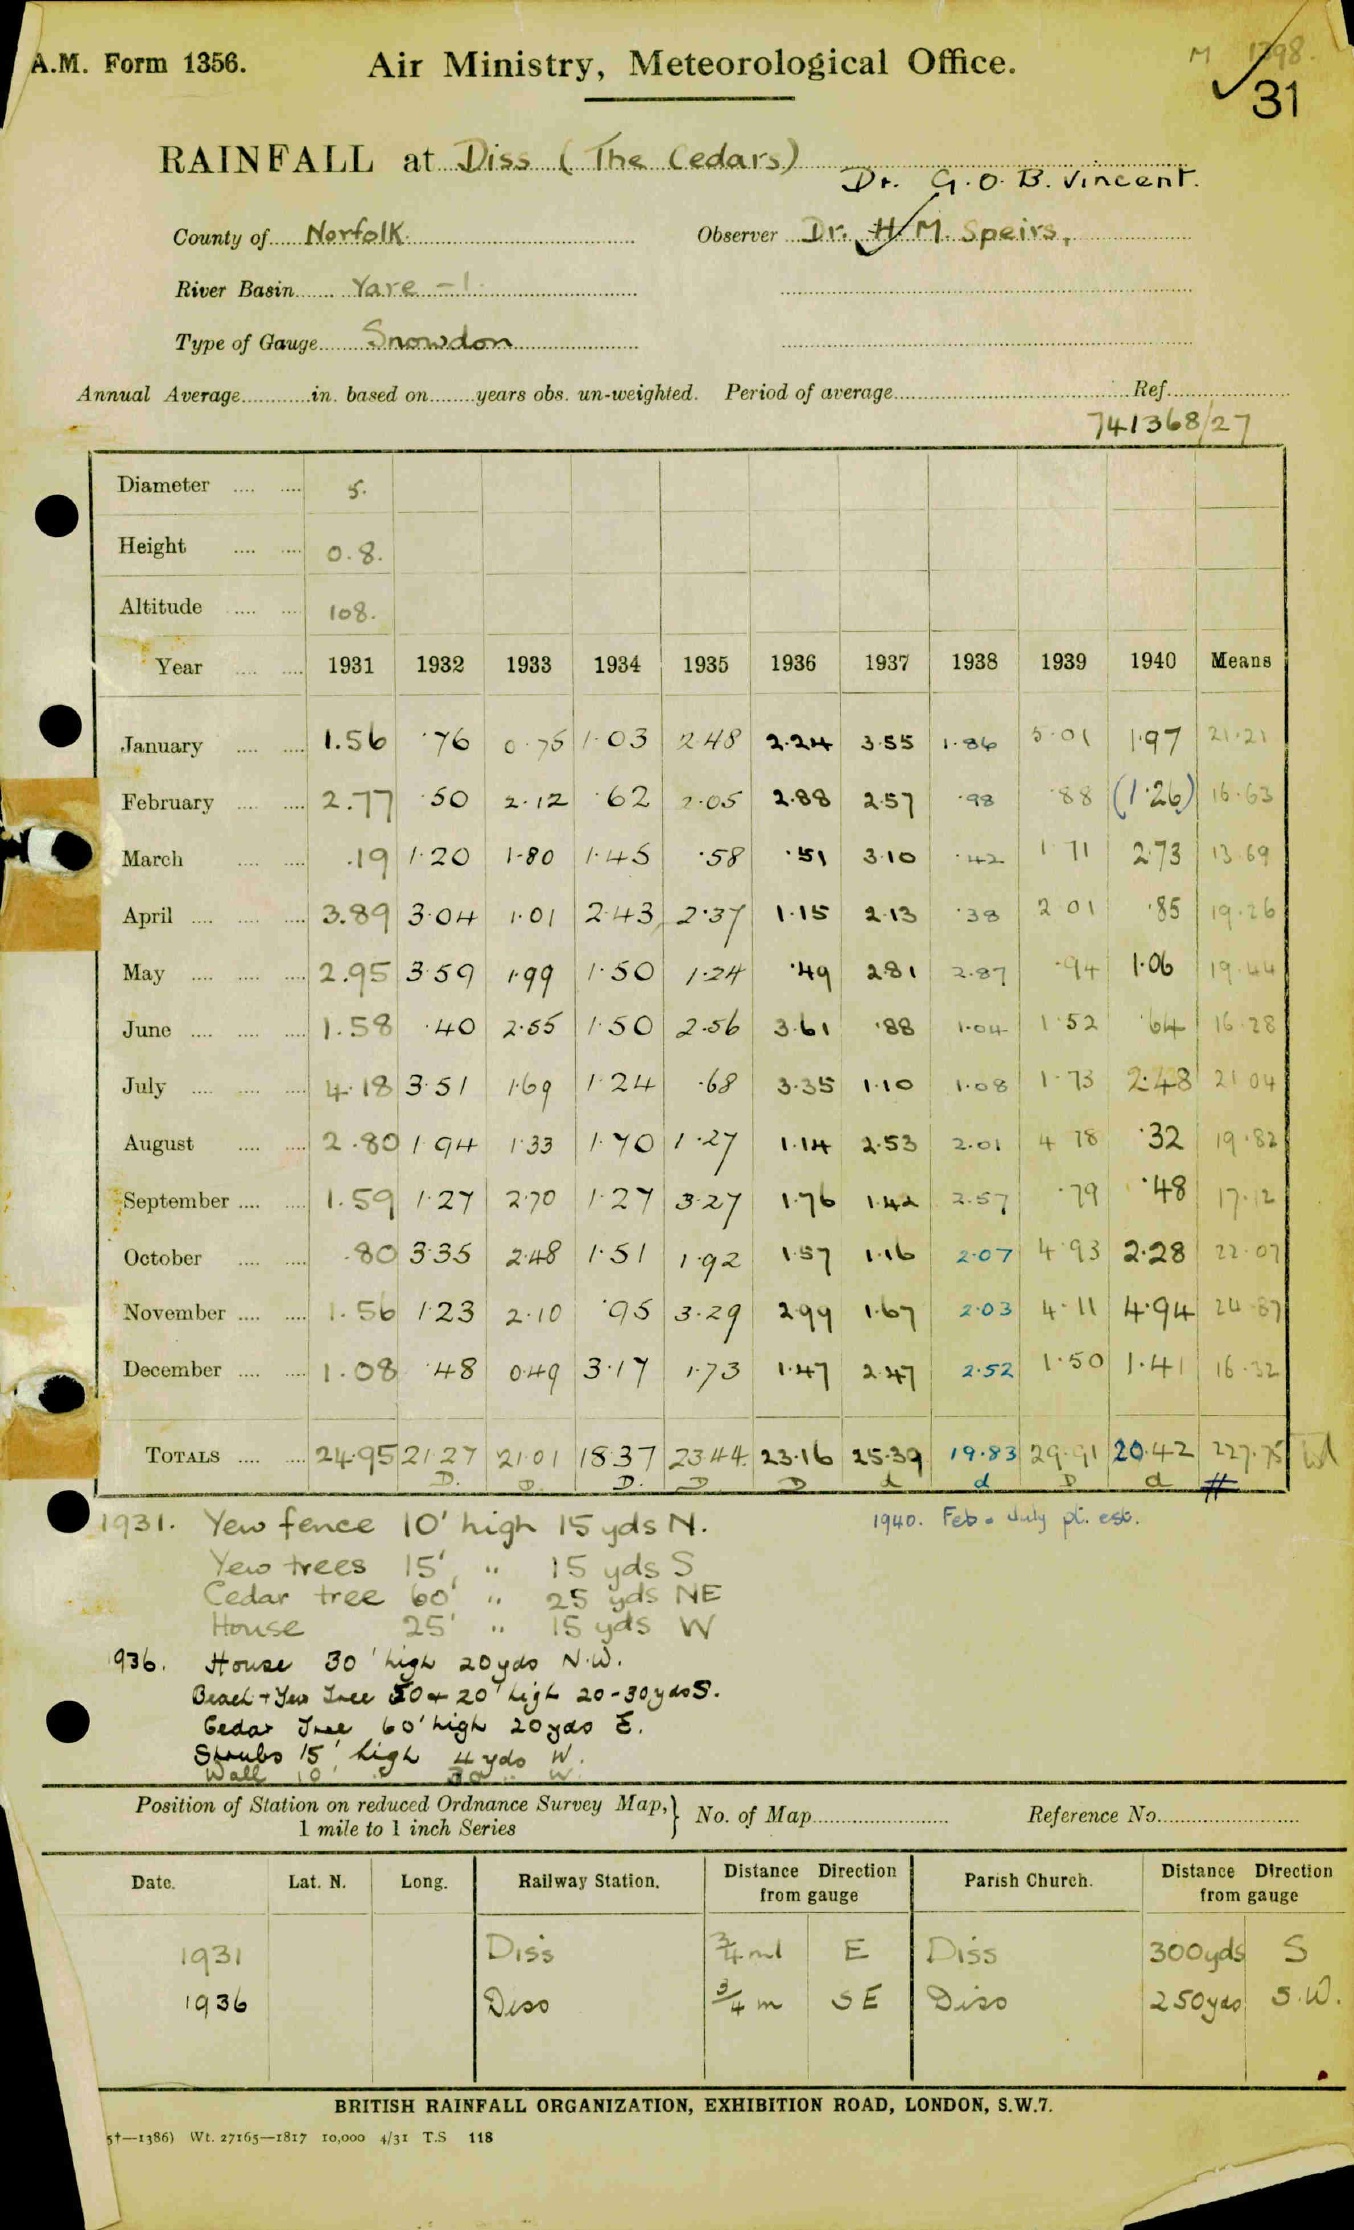 A.M. Form 1356.
Air Ministry, Meteorological Office.
M 1398.
31
RAINFALL at Diss (The Cedars)
Dr. G.O.B. Vincent.
County of Norfolk. Observer Dr. H.M. Speirs,
River Basin Yare - 1.
Type of Gauge Snowdon
Annual Average in. based on years obs. un-weighted. Period of average Ref.
741368/27
Diameter 5.
Height 0.8.
Altitude 108.
Year 1931 1932 1933 1934 1935 1936 1937 1938 1939 1940 Means
January 1.56 .76 0.75 1.03 2.48 2.24 3.55 1.86 5.01 1.97 21.21
February 2.77 .50 2.12 .62 2.05 2.88 2.57 .98 .88 (1.26) 16.63
March .19 1.20 1.80 1.45 .58 .51 3.10 .42 1.71 2.73 13.69
April 3.89 3.04 1.01 2.43 2.37 1.15 2.13 .38 2.01 .85 19.26
May 2.95 3.59 1.99 1.50 1.24 .49 2.81 2.87 .94 1.06 19.44
June 1.58 .40 2.55 1.50 2.56 3.61 .88 1.04 1.52 .64 16.28
July 4.18 3.51 1.69 1.24 .68 3.35 1.10 1.08 1.73 2.48 21.04
August 2.80 1.94 1.33 1.70 1.27 1.14 2.53 2.01 4.78 .32 19.82
September 1.59 1.27 2.70 1.27 3.27 1.76 1.42 2.57 .79 .48 17.12
October .80 3.35 2.48 1.51 1.92 1.57 1.16 2.07 4.93 2.28 22.07
November 1.56 1.23 2.10 .95 3.29 2.99 1.67 2.03 4.11 4.94 24.87
December 1.08 .48 0.49 3.17 1.73 1.47 2.47 2.52 1.50 1.41 16.32
TOTALS 24.95 21.27 21.01 18.37 23.44. 23.16 25.39 19.83 29.91 20.42 227.75
D. D. D. D D d d D d #
1931. Yew fence 10' high 15 yds N.
1940. Feb & July pt. est.
Yew trees 15' " 15 yds S
Cedar tree 60' " 25 yds NE
House 25' " 15 yds W
1936. House 30' high 20 yds N.W.
Beech + Yew Tree 50 + 20' high 20-30 yds S.
Cedar Tree 60' high 20 yds E.
Shrubs 15' high 4 yds W.
Wall 10' " 30 " W.
Position of Station on reduced Ordnance Survey Map,} No. of Map Reference No.
1 mile to 1 inch Series
Date. Lat. N. Long. Railway Station. Distance Direction from gauge Parish Church. Distance Direction from gauge
1931 Diss 3/4 ml E Diss 300 yds S
1936 Diss 3/4 m SE Diss 250 yds S.W.
BRITISH RAINFALL ORGANIZATION, EXHIBITION ROAD, LONDON, S.W.7.
5†—1386) Wt. 27165—1817 10,000 4/31 T.S 118